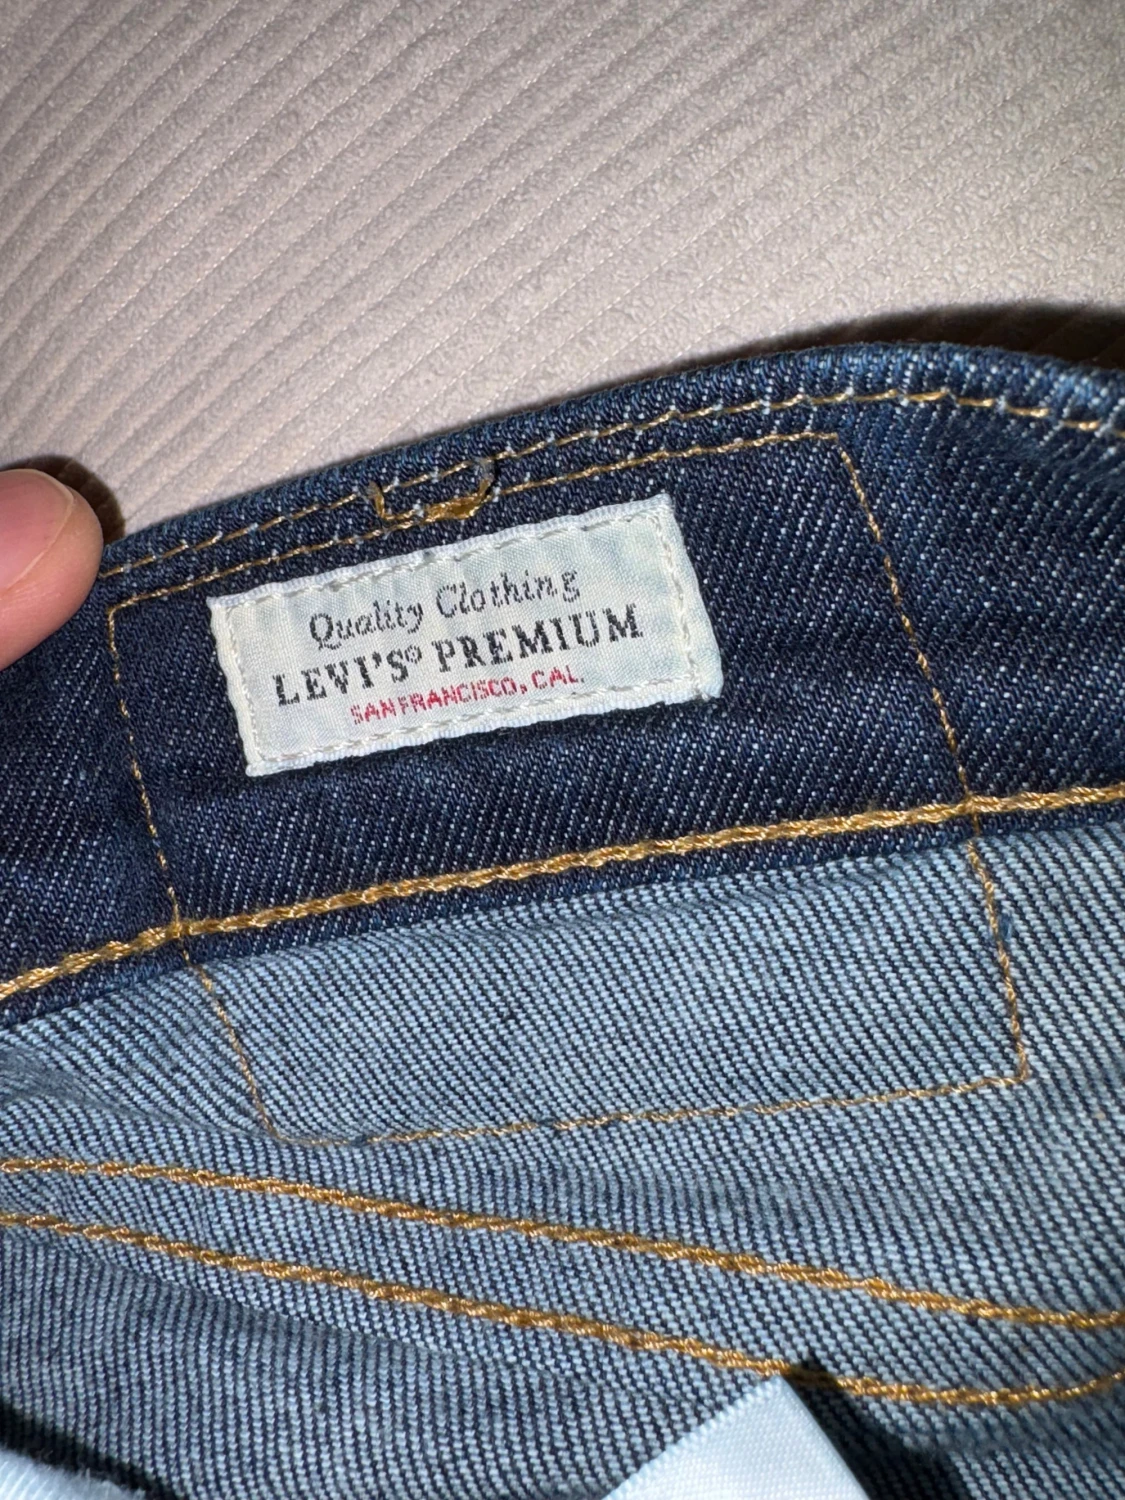 Quality Clothing
LEVI'S® PREMIUM
SAN FRANCISCO, CAL.